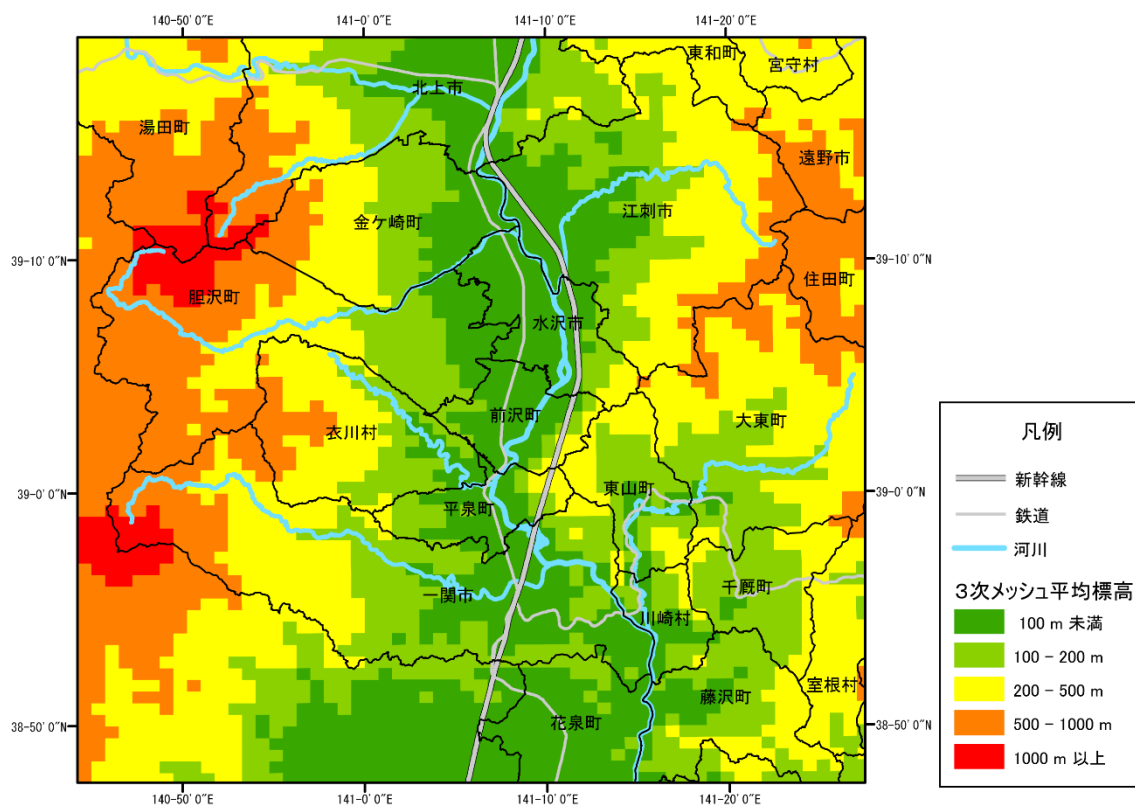 140-50' 0"E
141-0' 0"E
141-10' 0"E
141-20' 0"E
東和町
宮守村
北上市
湯田町
遠野市
江刺市
金ケ崎町
39-10' 0"N
39-10' 0"N
住田町
胆沢町
水沢市
前沢町
大東町
衣川村
39-0' 0"N
39-0' 0"N
東山町
平泉町
千厩町
一関市
川崎村
室根村
藤沢町
花泉町
38-50' 0"N
38-50' 0"N
140-50' 0"E
141-0' 0"E
141-10' 0"E
141-20' 0"E
凡例
新幹線
鉄道
河川
3次メッシュ平均標高
100 m 未満
100 - 200 m
200 - 500 m
500 - 1000 m
1000 m 以上